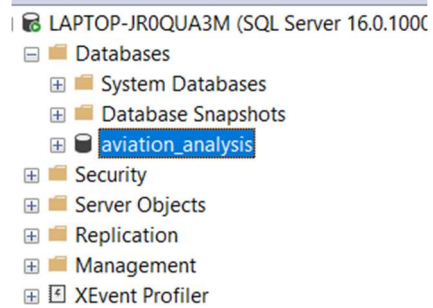 LAPTOP-JR0QUA3M (SQL Server 16.0.1000
Databases
System Databases
Database Snapshots
aviation_analysis
Security
Server Objects
Replication
Management
XEvent Profiler